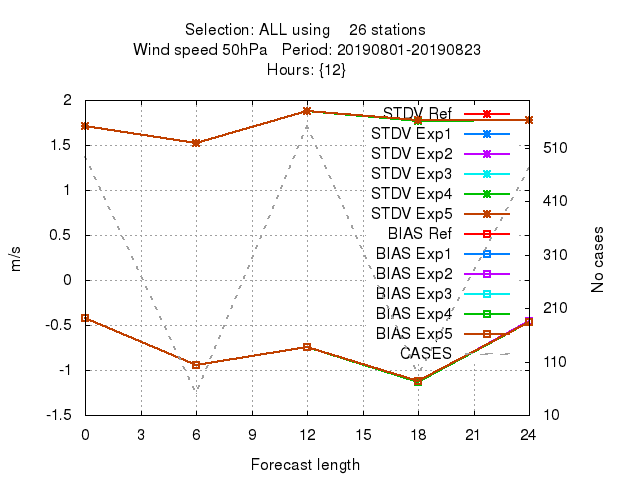 Selection: ALL using    26 stations
Wind speed 50hPa   Period: 20190801-20190823
Hours: {12}
STDV Ref
STDV Exp1
STDV Exp2
STDV Exp3
STDV Exp4
STDV Exp5
BIAS Ref
BIAS Exp1
BIAS Exp2
BIAS Exp3
BIAS Exp4
BIAS Exp5
CASES
2
1.5
1
0.5
0
-0.5
-1
-1.5
m/s
510
410
310
210
110
10
No cases
0 3 6 9 12 15 18 21 24
Forecast length